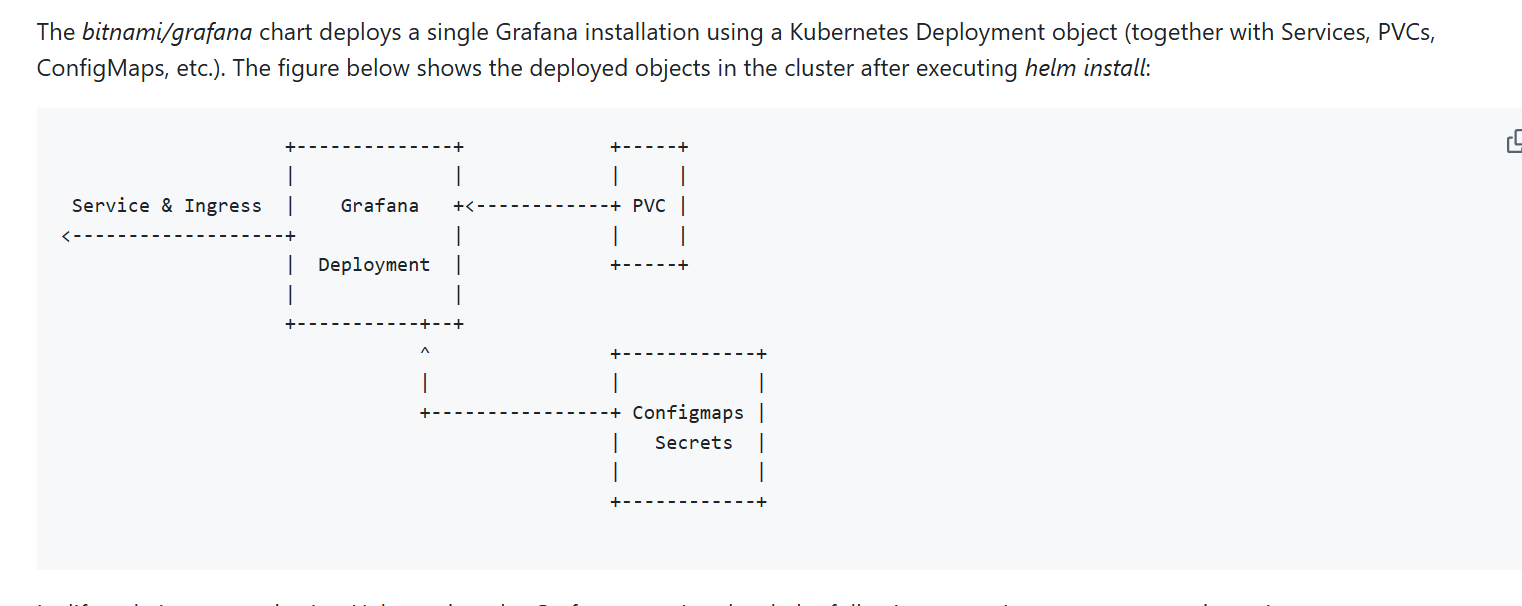 The bitnami/grafana chart deploys a single Grafana installation using a Kubernetes Deployment object (together with Services, PVCs,
ConfigMaps, etc.). The figure below shows the deployed objects in the cluster after executing helm install:
Service & Ingress
Grafana
Deployment
PVC
Configmaps
Secrets